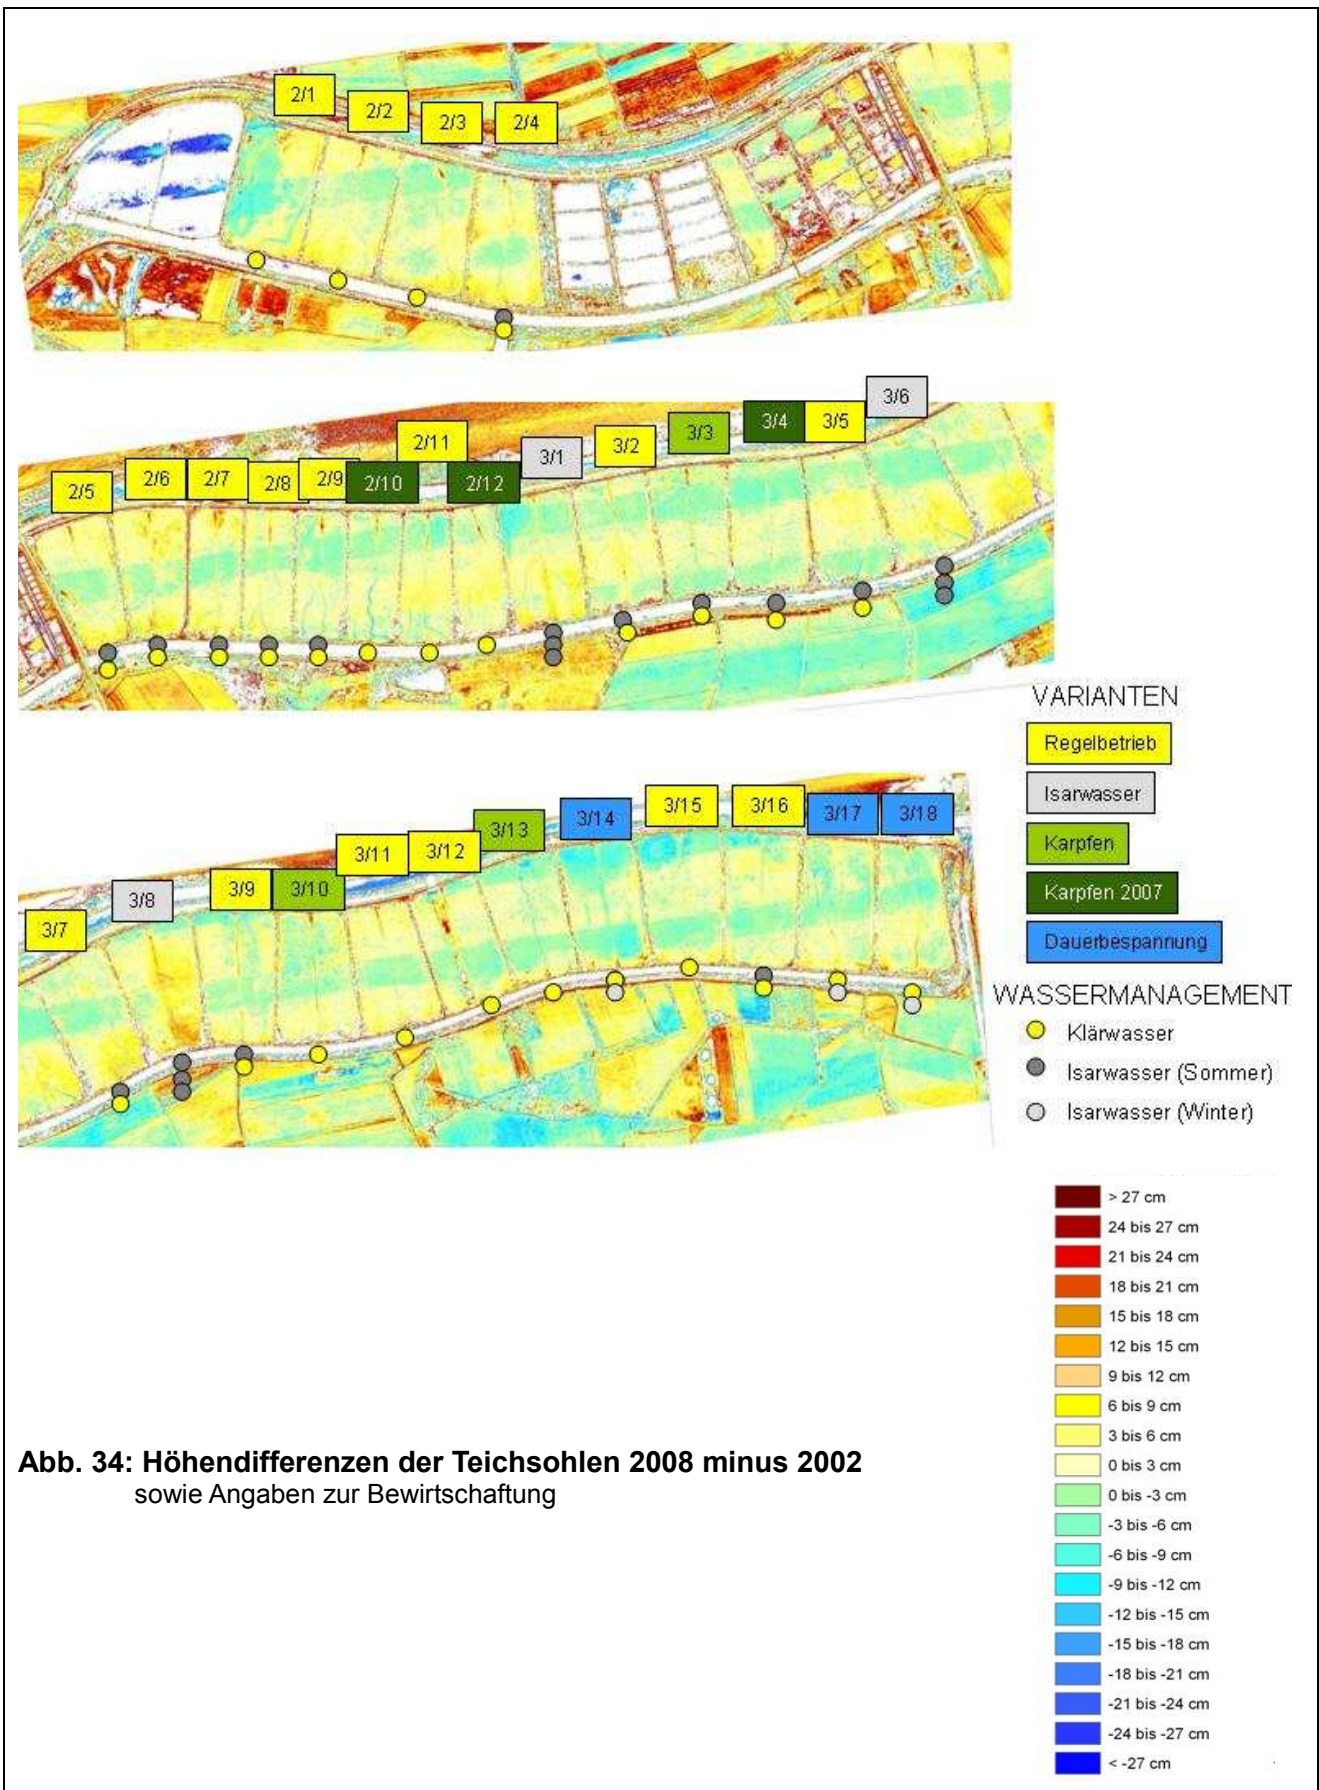 2/1
2/2
2/3
2/4
2/5
2/6
2/7
2/8
2/9
2/10
2/11
2/12
3/1
3/2
3/3
3/4
3/5
3/6
3/7
3/8
3/9
3/10
3/11
3/12
3/13
3/14
3/15
3/16
3/17
3/18
VARIANTEN
Regelbetrieb
Isarwasser
Karpfen
Karpfen 2007
Dauerbespannung
WASSERMANAGEMENT
Klärwasser
Isarwasser (Sommer)
Isarwasser (Winter)
> 27 cm
24 bis 27 cm
21 bis 24 cm
18 bis 21 cm
15 bis 18 cm
12 bis 15 cm
9 bis 12 cm
6 bis 9 cm
3 bis 6 cm
0 bis 3 cm
0 bis -3 cm
-3 bis -6 cm
-6 bis -9 cm
-9 bis -12 cm
-12 bis -15 cm
-15 bis -18 cm
-18 bis -21 cm
-21 bis -24 cm
-24 bis -27 cm
< -27 cm
Abb. 34: Höhendifferenzen der Teichsohlen 2008 minus 2002
sowie Angaben zur Bewirtschaftung